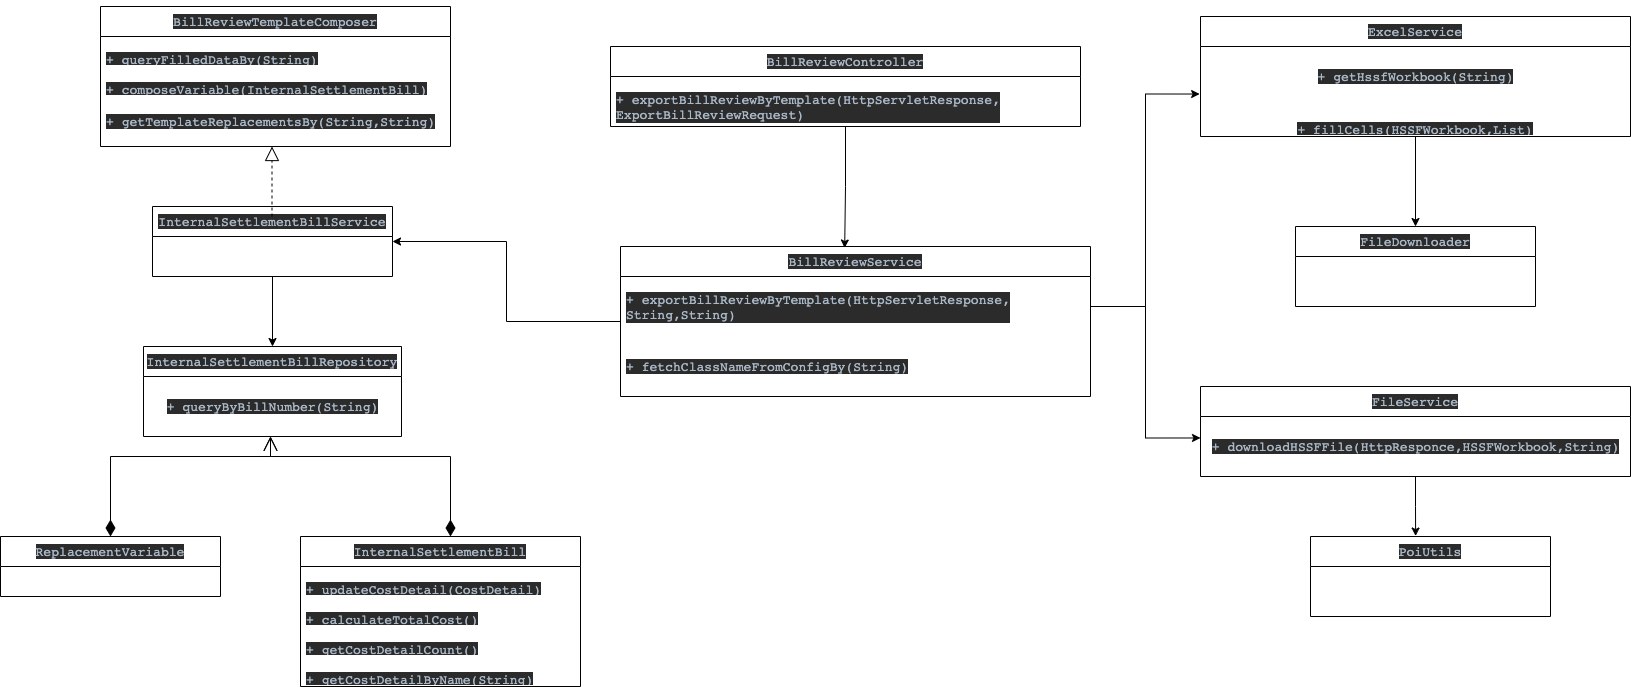 BillReviewTemplateComposer
+ queryFilledDataBy(String)
+ composeVariable(InternalSettlementBill)
+ getTemplateReplacementsBy(String,String)
BillReviewController
+ exportBillReviewByTemplate(HttpServletResponse,
ExportBillReviewRequest)
ExcelService
+ getHssfWorkbook(String)
+ fillCells(HSSFWorkbook,List)
InternalSettlementBillService
BillReviewService
+ exportBillReviewByTemplate(HttpServletResponse,
String,String)
+ fetchClassNameFromConfigBy(String)
FileDownloader
InternalSettlementBillRepository
+ queryByBillNumber(String)
FileService
+ downloadHSSFFile(HttpResponce,HSSFWorkbook,String)
ReplacementVariable
InternalSettlementBill
+ updateCostDetail(CostDetail)
+ calculateTotalCost()
+ getCostDetailCount()
+ getCostDetailByName(String)
PoiUtils